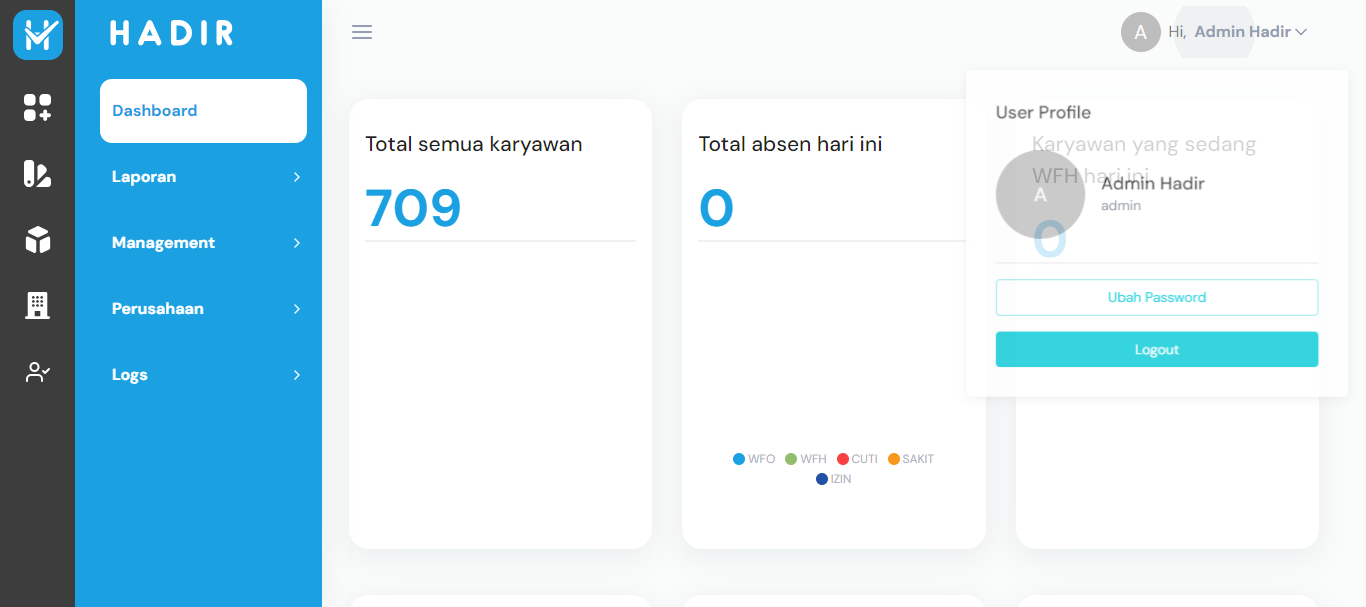 HADIR
A Hi, Admin Hadir
Dashboard
Laporan
Management
Perusahaan
Logs
Total semua karyawan
709
Total absen hari ini
0
WFO WFH CUTI SAKIT
IZIN
User Profile
Karyawan yang sedang
WFH hari ini
A
Admin Hadir
admin
0
Ubah Password
Logout